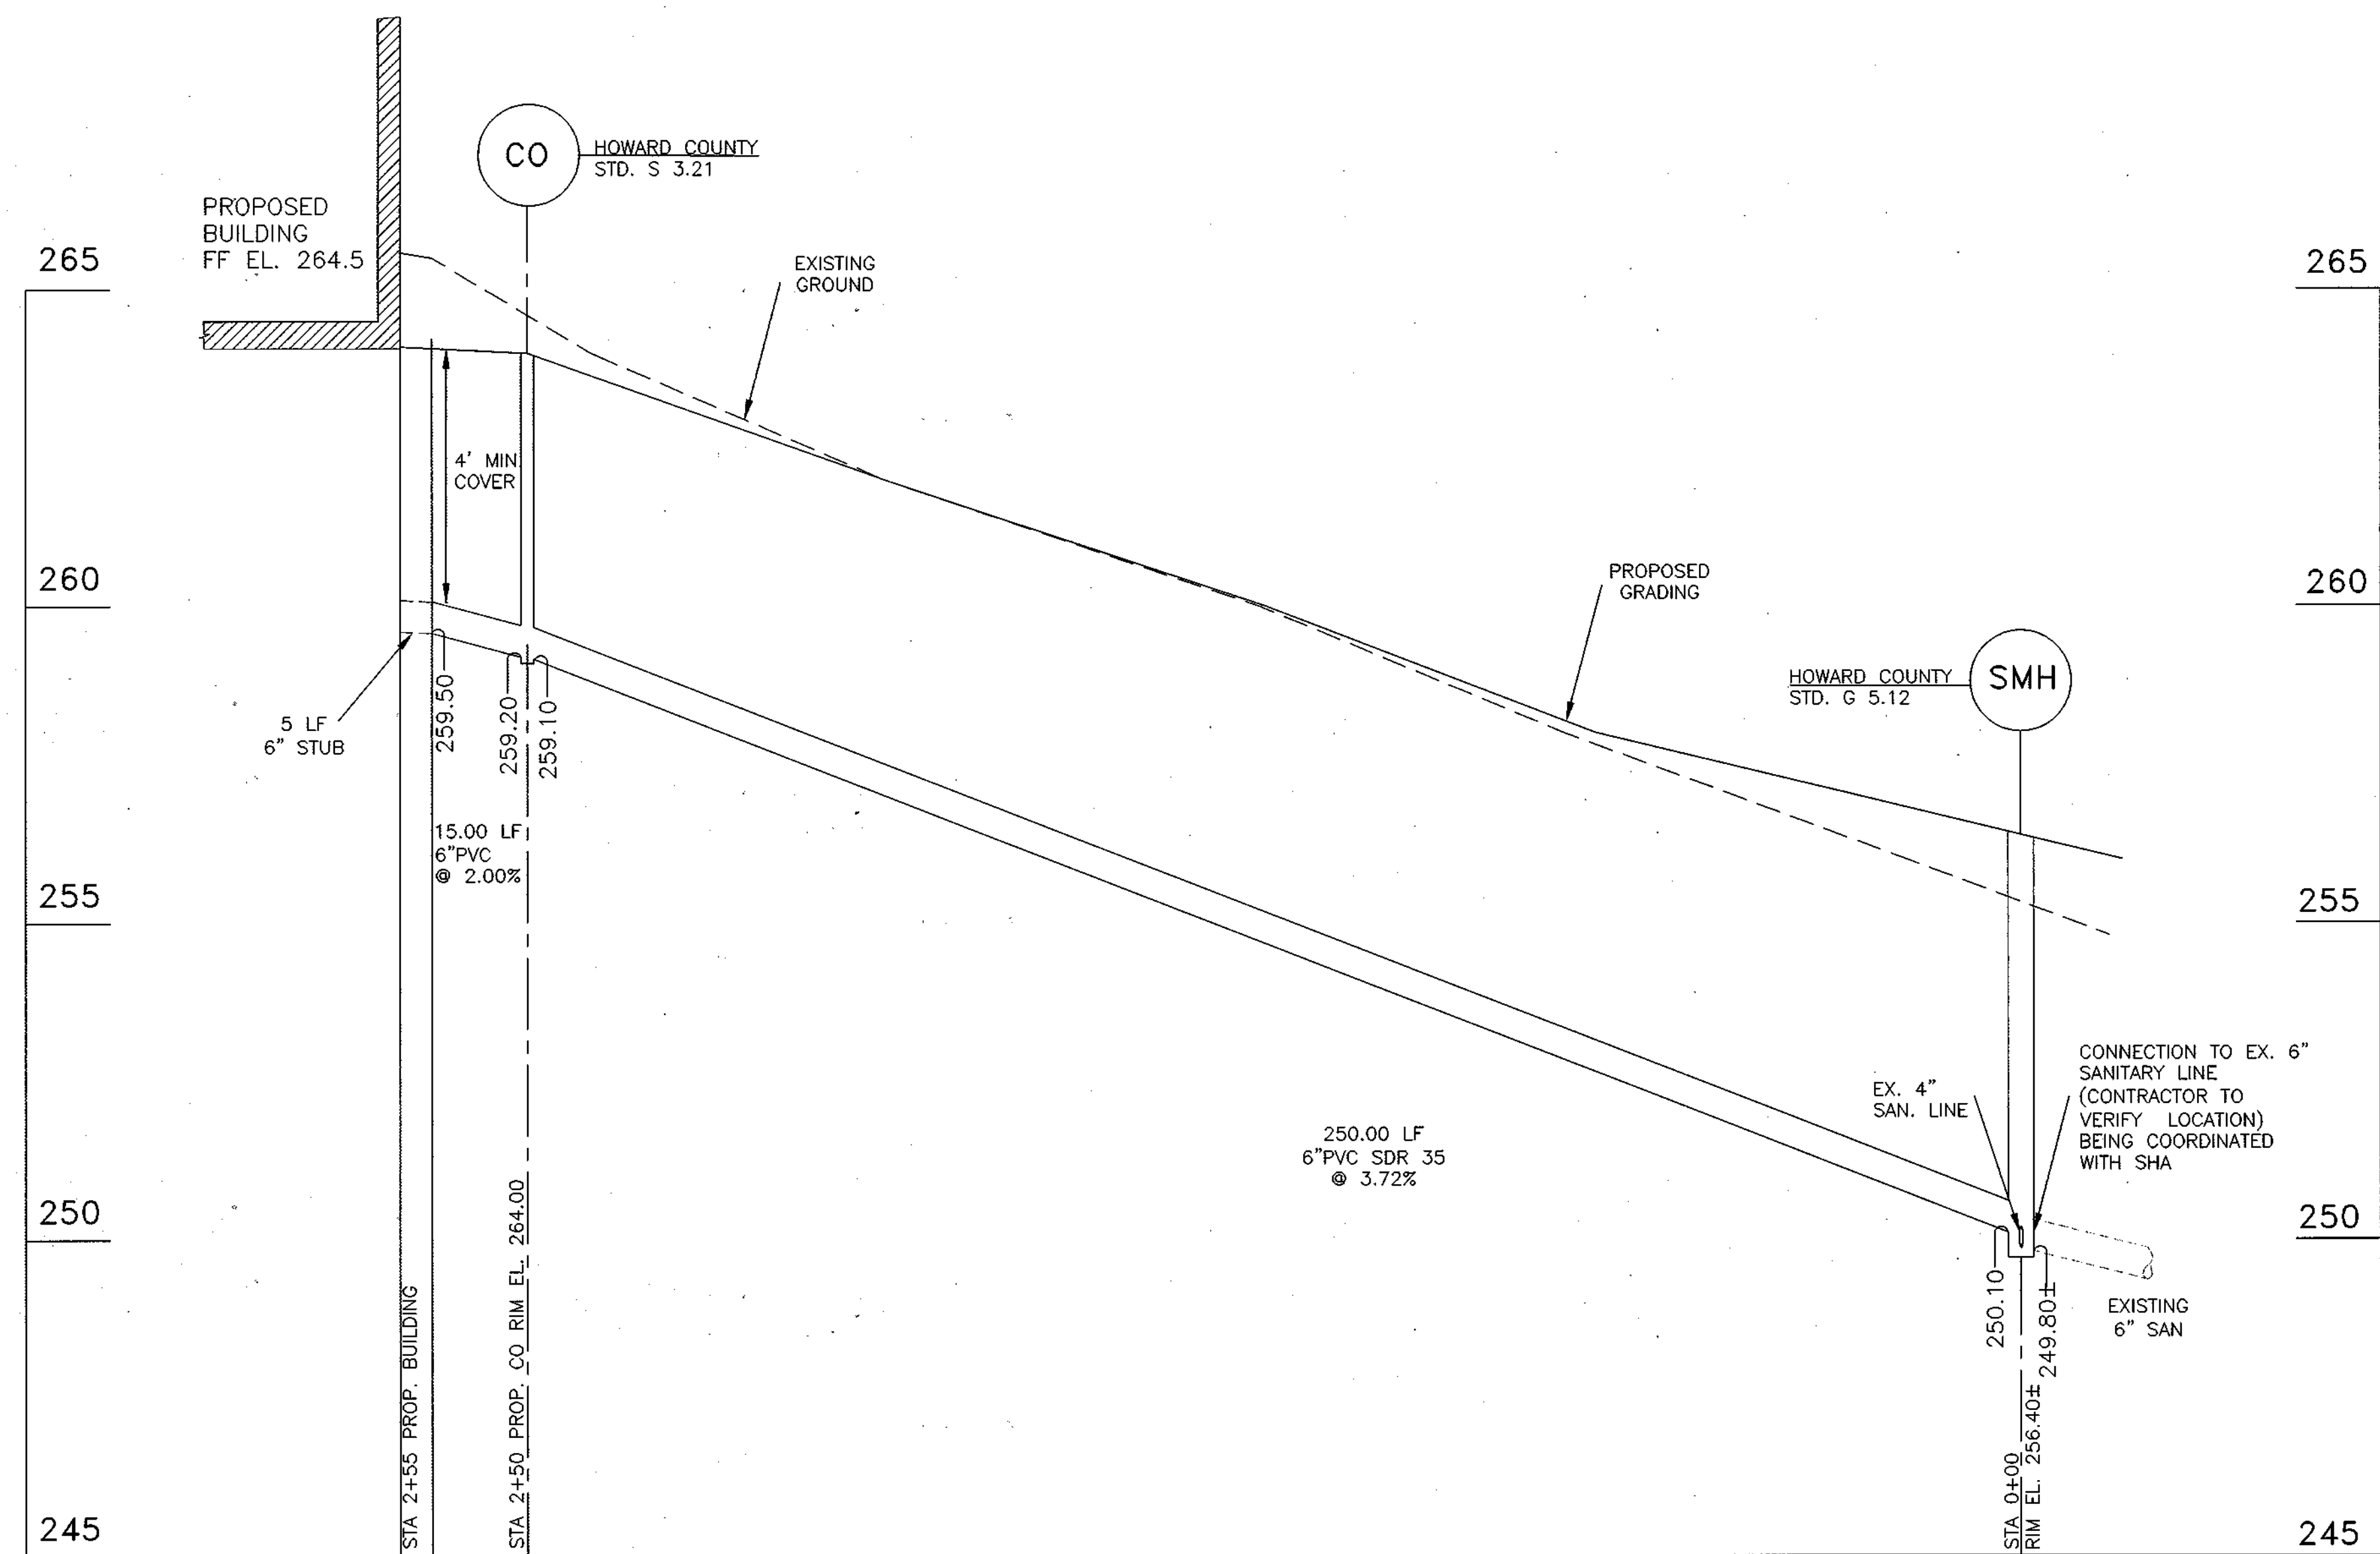 CO
HOWARD COUNTY
STD. S 3.21
PROPOSED
BUILDING
FF EL. 264.5
265
265
EXISTING
GROUND
4' MIN.
COVER
260
260
PROPOSED
GRADING
SMH
HOWARD COUNTY
STD. G 5.12
5 LF
6" STUB
259.50
259.20
259.10
15.00 LF
6"PVC
@ 2.00%
255
255
CONNECTION TO EX. 6"
SANITARY LINE
(CONTRACTOR TO
VERIFY LOCATION)
BEING COORDINATED
WITH SHA
EX. 4"
SAN. LINE
250.00 LF
6"PVC SDR 35
@ 3.72%
250
250
250.10
249.80±
EXISTING
6" SAN
STA 2+55 PROP. BUILDING
STA 2+50 PROP. CO RIM EL. 264.00
STA 0+00
RIM EL. 256.40±
245
245